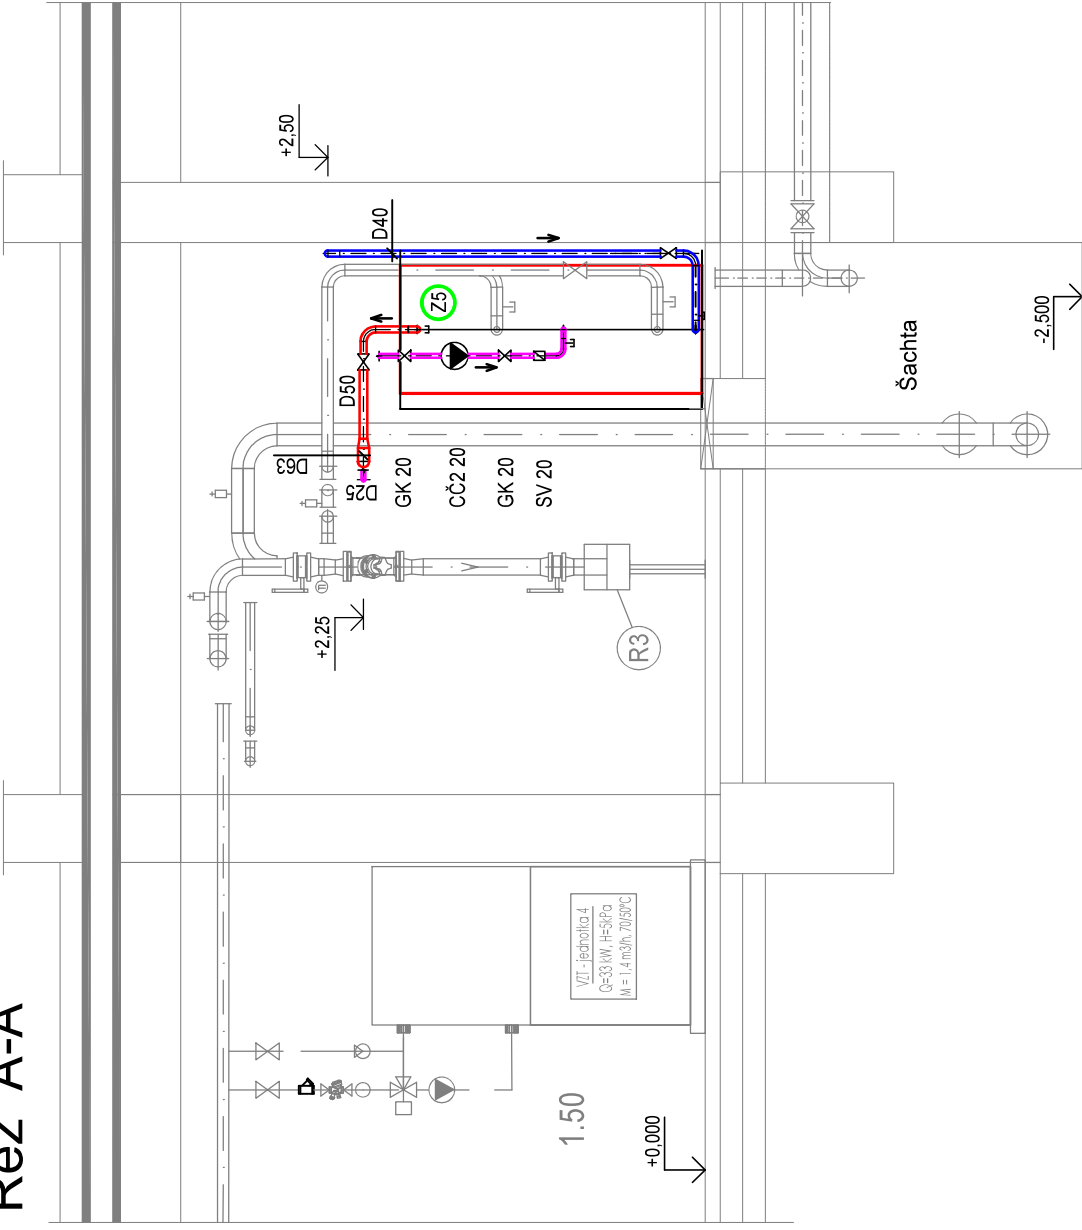 Řez A-A
+2,50
D40
Z5
D50
D63
D25
GK 20
CČ2 20
GK 20
SV 20
Šachta
-2,500
+2,25
R3
VZT - jednotka 4
Q=33 kW, H=5kPa
M = 1,4 m3/h, 70/50°C
1.50
+0,000